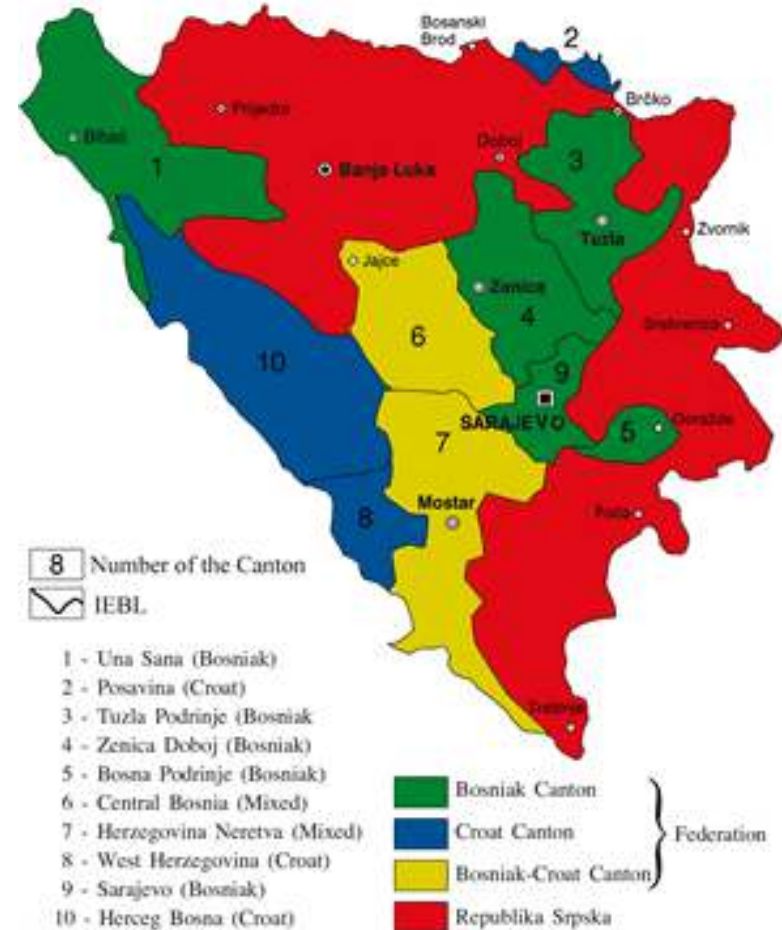 Bosanski
Brod
2
Brčko
Prijedro
Bihać
Doboj
3
1
Banja Luka
Tuzla
Zvornik
Jajce
Zenica
4
Srebrenica
6
10
9
SARAJEVO
Goražde
5
7
Mostar
8
Foča
Trebinje
8 Number of the Canton
IEBL
1 - Una Sana (Bosniak)
2 - Posavina (Croat)
3 - Tuzla Podrinje (Bosniak
4 - Zenica Doboj (Bosniak)
5 - Bosna Podrinje (Bosniak)
6 - Central Bosnia (Mixed)
7 - Herzegovina Neretva (Mixed)
8 - West Herzegovina (Croat)
9 - Sarajevo (Bosniak)
10 - Herceg Bosna (Croat)
Bosniak Canton
Croat Canton
Federation
Bosniak-Croat Canton
Republika Srpska